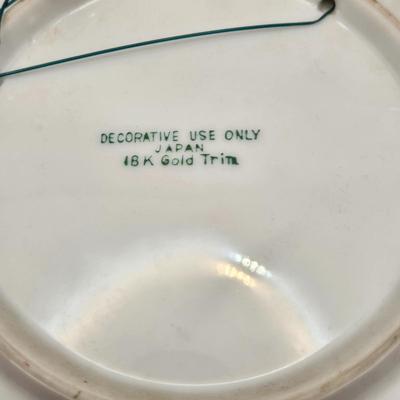 DECORATIVE USE ONLY
JAPAN
18K Gold Trim